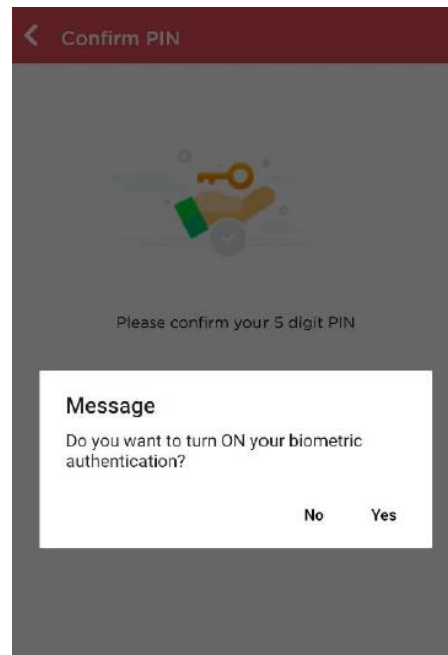 Confirm PIN
Please confirm your 5 digit PIN
Message
Do you want to turn ON your biometric
authentication?
No Yes